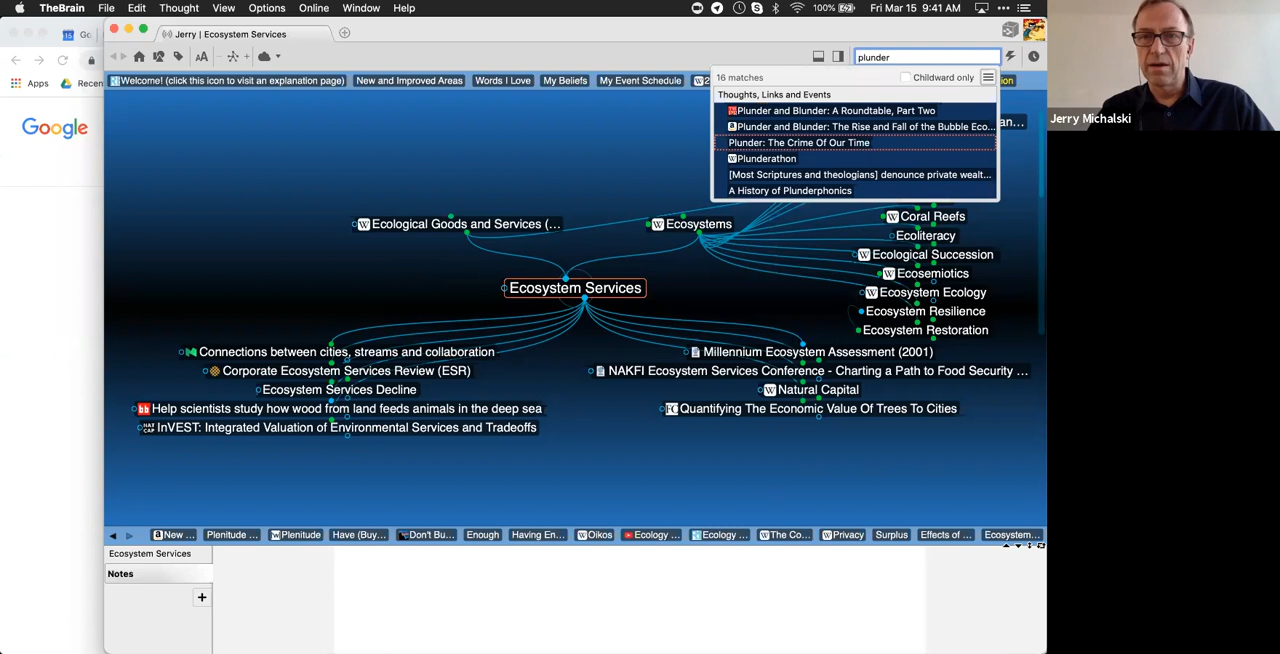 TheBrain File Edit Thought View Options Online Window Help 100% Fri Mar 15 9:41 AM
Jerry | Ecosystem Services
AA
plunder
Apps Recen
Welcome! (click this icon to visit an explanation page) New and Improved Areas Words I Love My Beliefs My Event Schedule
16 matches Childward only
Thoughts, Links and Events
Plunder and Blunder: A Roundtable, Part Two
Plunder and Blunder: The Rise and Fall of the Bubble Eco...
Plunder: The Crime Of Our Time
Plunderathon
[Most Scriptures and theologians] denounce private wealt...
A History of Plunderphonics
Jerry Michalski
Google
Ecological Goods and Services (...
Ecosystems
Coral Reefs
Ecoliteracy
Ecological Succession
Ecosemiotics
Ecosystem Ecology
Ecosystem Resilience
Ecosystem Restoration
Ecosystem Services
Connections between cities, streams and collaboration
Corporate Ecosystem Services Review (ESR)
Ecosystem Services Decline
Help scientists study how wood from land feeds animals in the deep sea
InVEST: Integrated Valuation of Environmental Services and Tradeoffs
Millennium Ecosystem Assessment (2001)
NAKFI Ecosystem Services Conference - Charting a Path to Food Security ...
Natural Capital
Quantifying The Economic Value Of Trees To Cities
New ... Plenitude ... Plenitude Have (Buy... Don't Bu... Enough Having En... Oikos Ecology ... Ecology ... The Co... Privacy Surplus Effects of ... Ecosystem...
Ecosystem Services
Notes